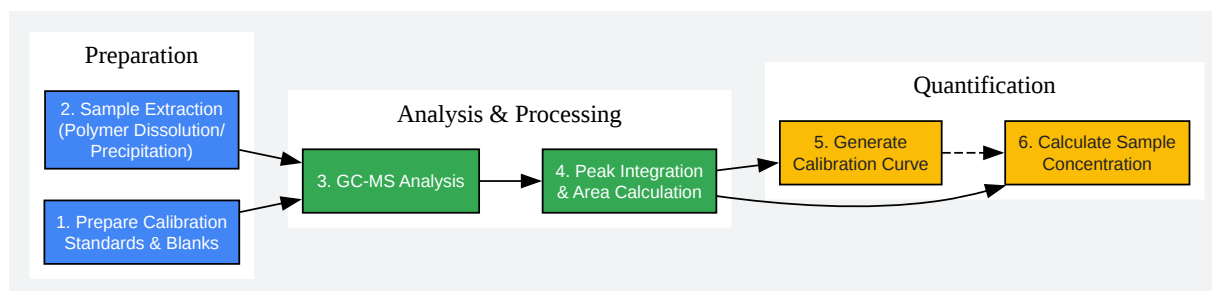 Preparation
2. Sample Extraction
(Polymer Dissolution/
Precipitation)
1. Prepare Calibration
Standards & Blanks
Analysis & Processing
3. GC-MS Analysis
4. Peak Integration
& Area Calculation
Quantification
5. Generate
Calibration Curve
6. Calculate Sample
Concentration